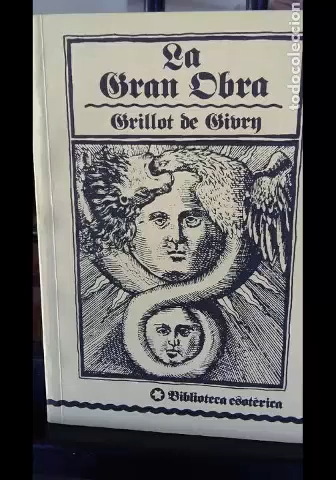 La
Gran Obra
Grillot de Givry
Biblioteca esotérica
todocoleccion